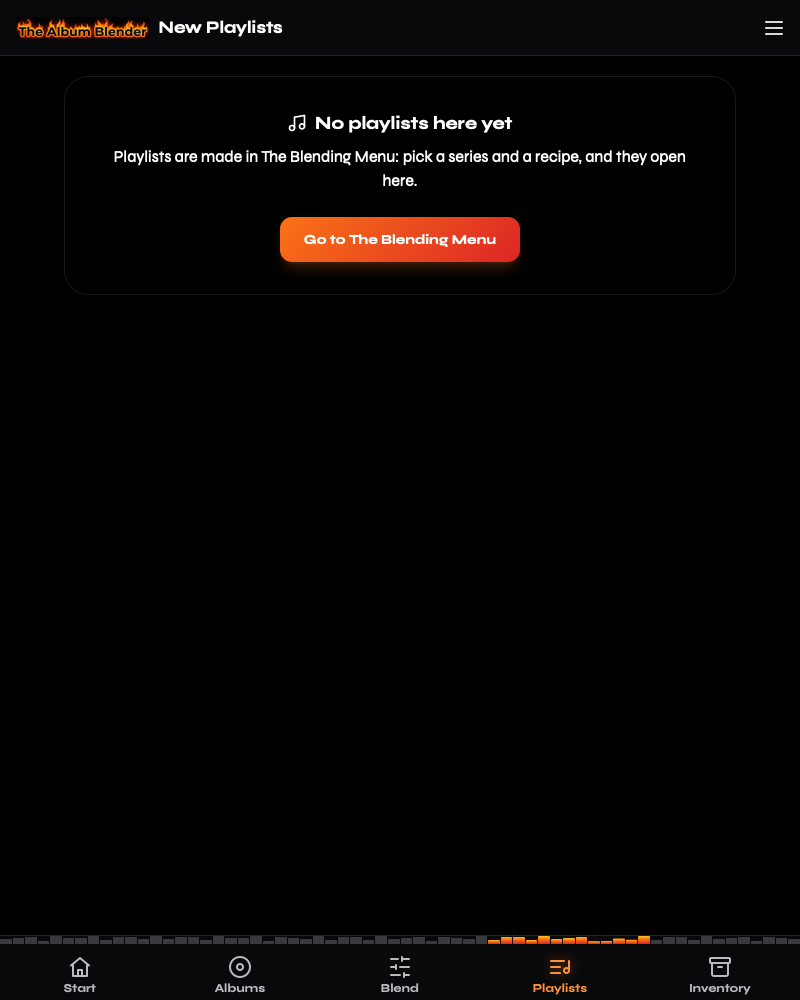 The Album Blender New Playlists
No playlists here yet
Playlists are made in The Blending Menu: pick a series and a recipe, and they open
here.
Go to The Blending Menu
Start Albums Blend Playlists Inventory